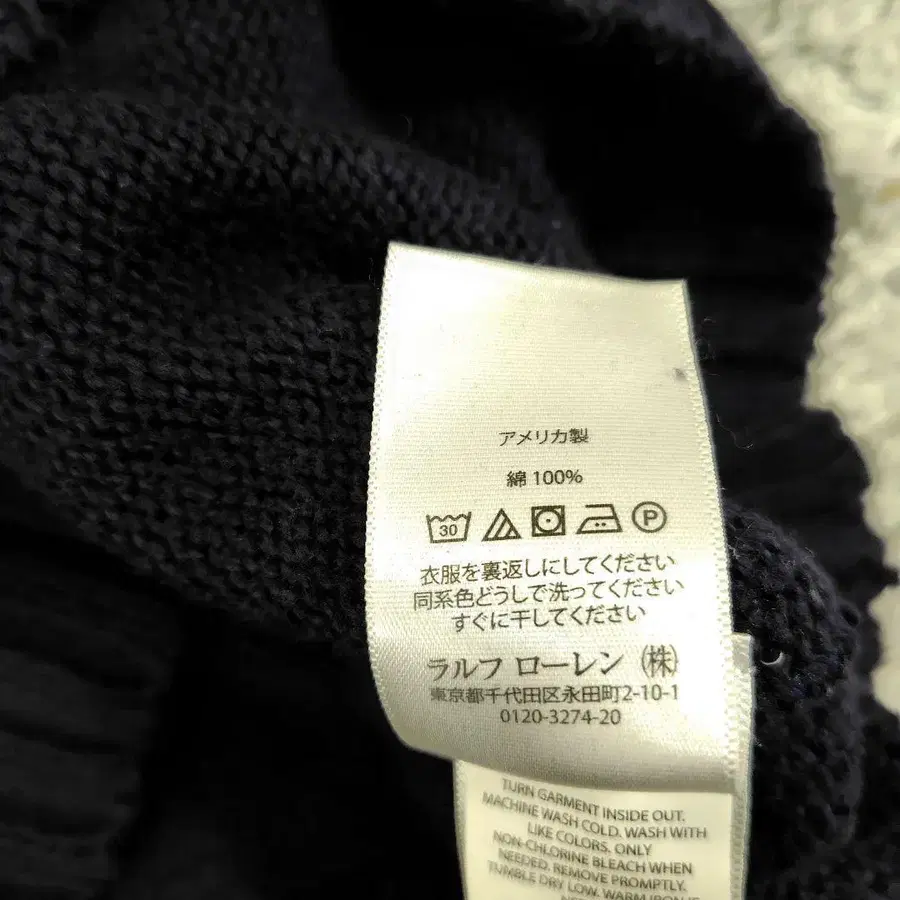 アメリカ製
綿 100%
30 P
衣服を裏返しにしてください
同系色どうしで洗ってください
すぐに干してください
ラルフ ローレン (株)
東京都千代田区永田町2-10-1
0120-3274-20
TURN GARMENT INSIDE OUT.
MACHINE WASH COLD. WASH WITH
LIKE COLORS. ONLY
NON-CHLORINE BLEACH WHEN
NEEDED. REMOVE PROMPTLY.
TUMBLE DRY LOW. WARM IRON IF